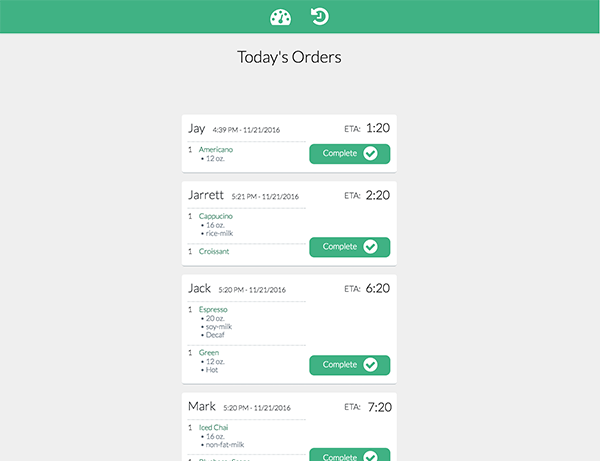 Today's Orders
Jay 4:39 PM - 11/21/2016 ETA: 1:20
1 Americano
• 12 oz.
Complete
Jarrett 5:21 PM - 11/21/2016 ETA: 2:20
1 Cappucino
• 16 oz.
• rice-milk
1 Croissant
Complete
Jack 5:20 PM - 11/21/2016 ETA: 6:20
1 Espresso
• 20 oz.
• soy-milk
• Decaf
1 Green
• 12 oz.
• Hot
Complete
Mark 5:20 PM - 11/21/2016 ETA: 7:20
1 Iced Chai
• 16 oz.
• non-fat-milk
Complete